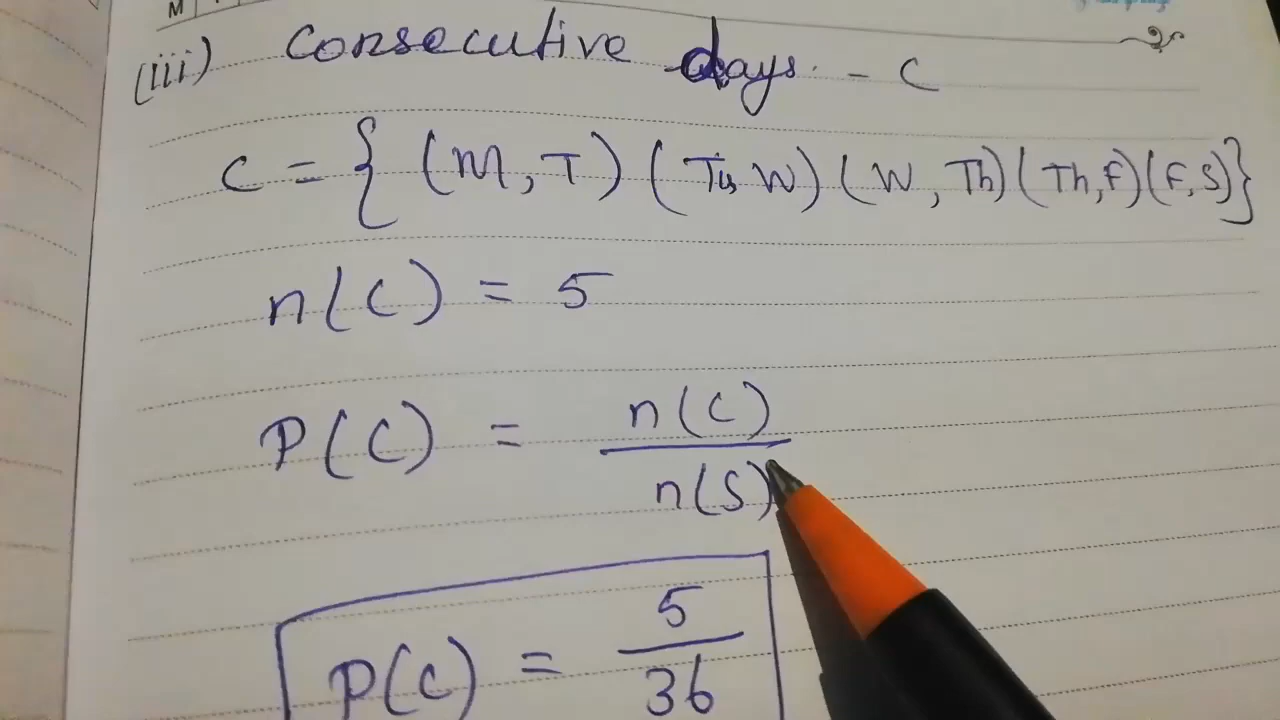 M
(iii) Consecutive days. - C
C = { (M, T) (Tu, W) (W, Th) (Th, F) (F, S) }
n(C) = 5
P(C) = n(C) / n(S)
P(C) = 5 / 36